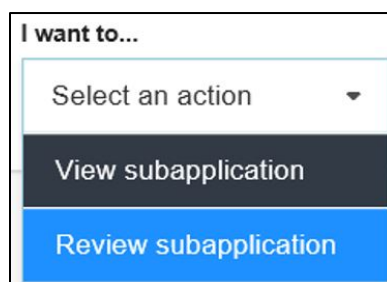 I want to...
Select an action
View subapplication
Review subapplication